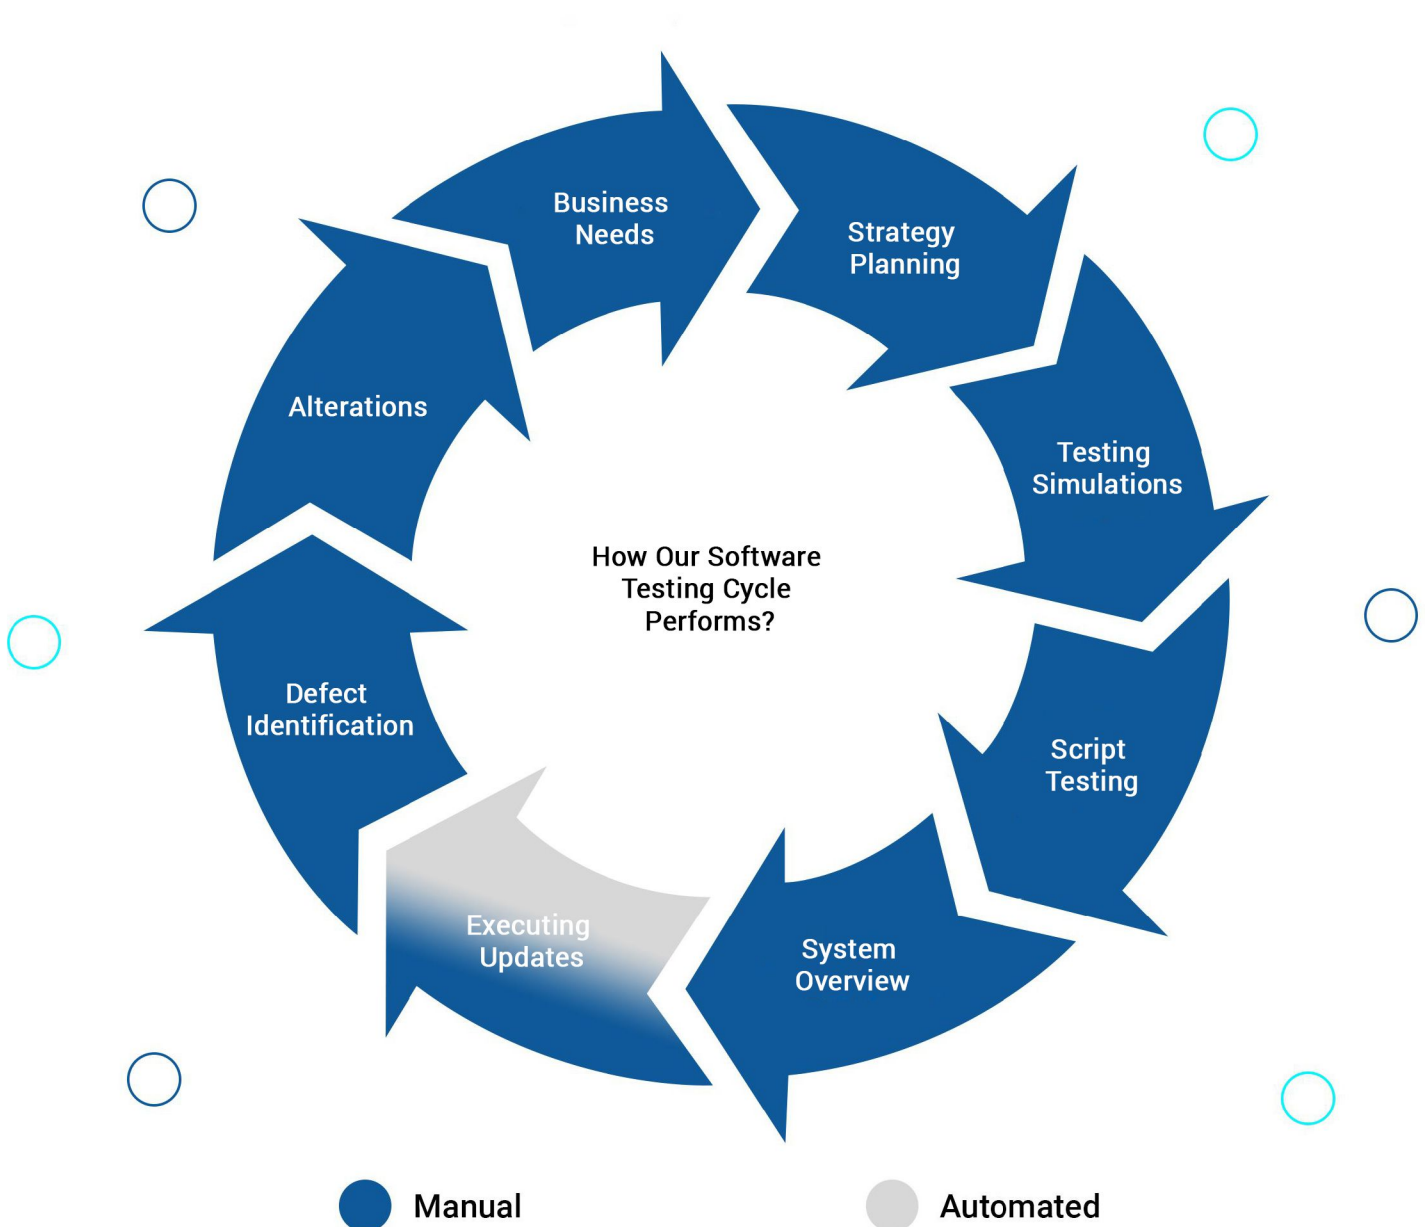 Business
Needs
Strategy
Planning
Testing
Simulations
Script
Testing
System
Overview
Executing
Updates
Defect
Identification
Alterations
How Our Software
Testing Cycle
Performs?
Manual
Automated